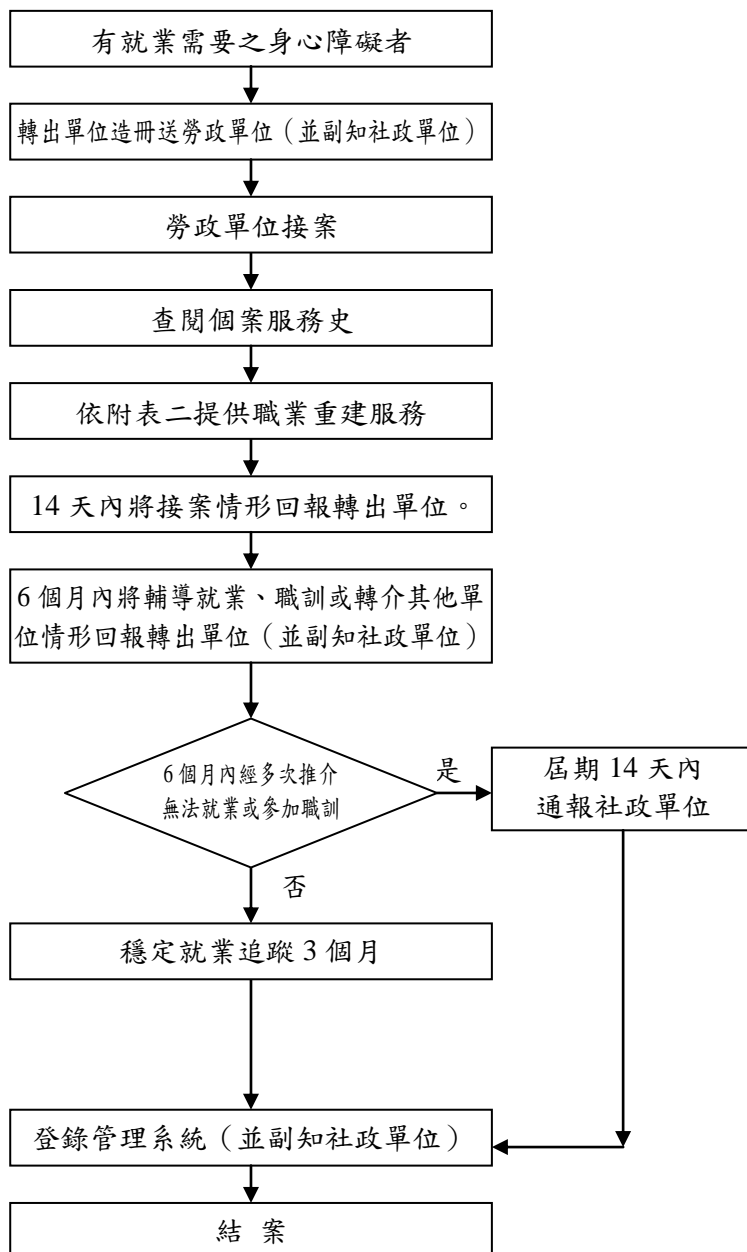 有就業需要之身心障礙者
轉出單位造冊送勞政單位（並副知社政單位）
勞政單位接案
查閱個案服務史
依附表二提供職業重建服務
14 天內將接案情形回報轉出單位。
6 個月內將輔導就業、職訓或轉介其他單
位情形回報轉出單位（並副知社政單位）
6 個月內經多次推介
無法就業或參加職訓
是
屆期 14 天內
通報社政單位
否
穩定就業追蹤 3 個月
登錄管理系統（並副知社政單位）
結 案